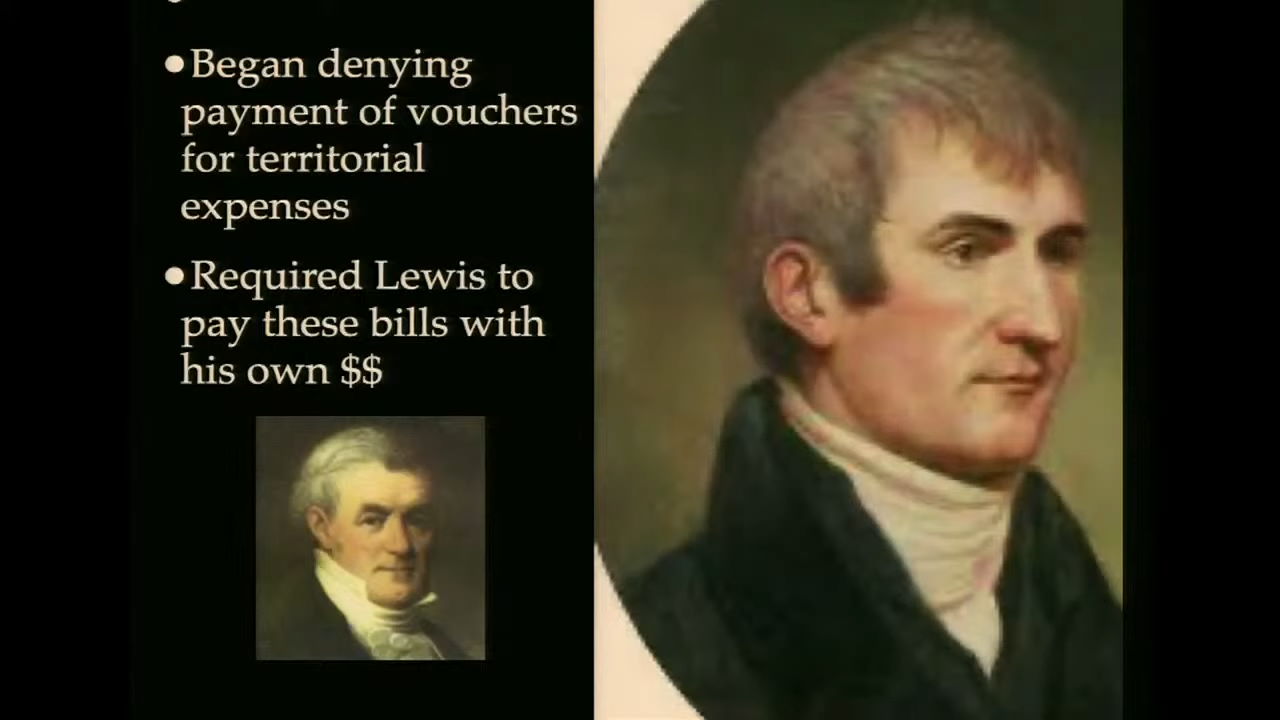 •Began denying
payment of vouchers
for territorial
expenses
•Required Lewis to
pay these bills with
his own $$